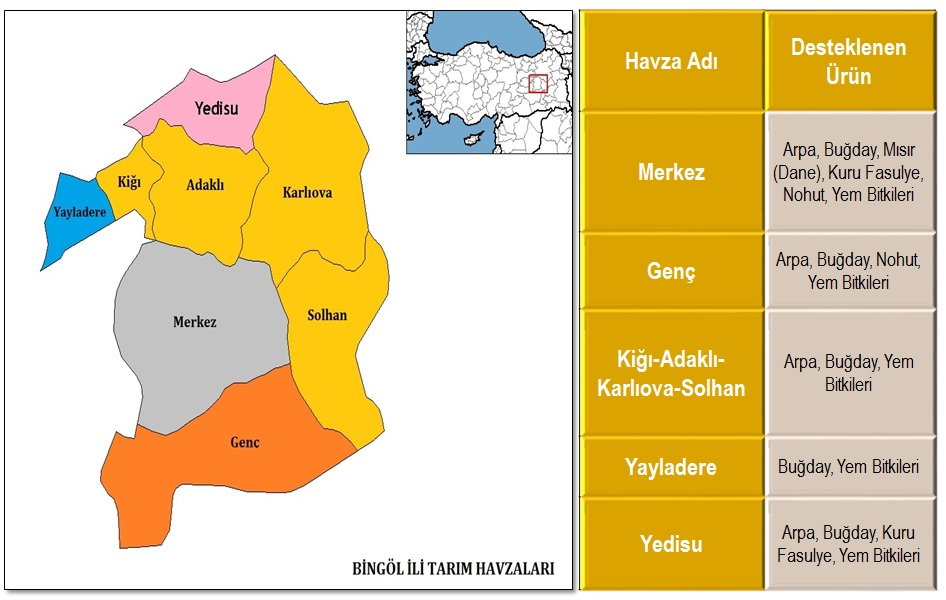 Yedisu
Kiğı
Adaklı
Karlıova
Yayladere
Merkez
Solhan
Genc
BİNGÖL İLİ TARIM HAVZALARI
Havza Adı
Desteklenen
Ürün
Merkez
Arpa, Buğday, Mısır
(Dane), Kuru Fasulye,
Nohut, Yem Bitkileri
Genç
Arpa, Buğday, Nohut,
Yem Bitkileri
Kiğı-Adaklı-
Karlıova-Solhan
Arpa, Buğday, Yem
Bitkileri
Yayladere
Buğday, Yem Bitkileri
Yedisu
Arpa, Buğday, Kuru
Fasulye, Yem Bitkileri